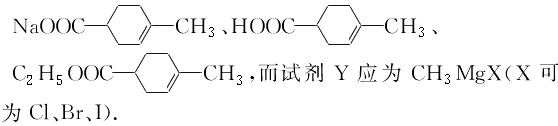 NaOOC—CH₃、HOOC—CH₃、
C₂H₅OOC—CH₃,而试剂 Y 应为 CH₃MgX(X 可
为 Cl、Br、I).